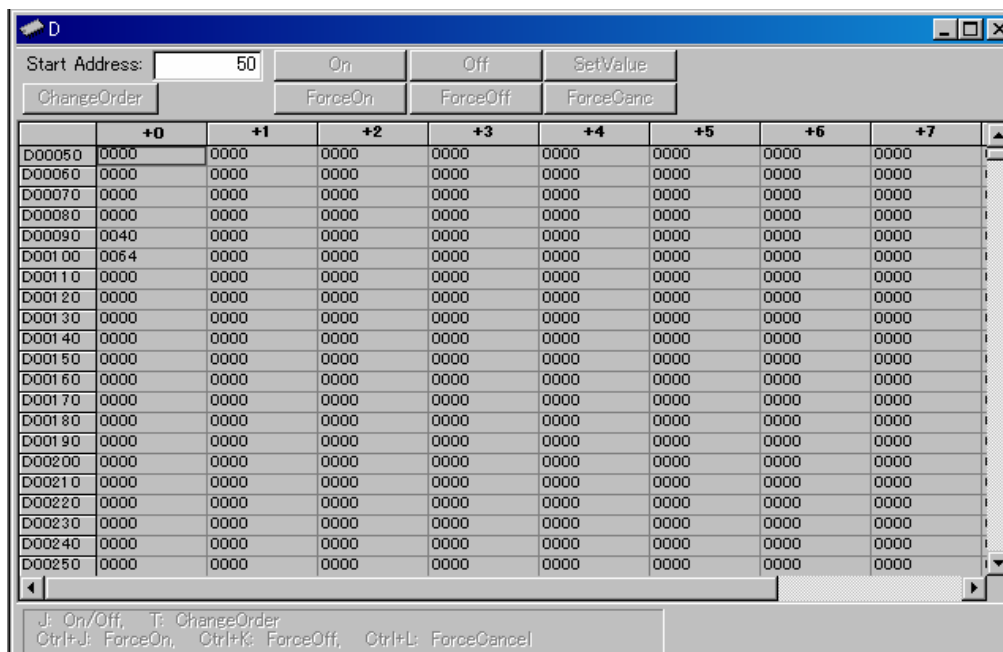 D
Start Address: 50 On Off SetValue
ChangeOrder ForceOn ForceOff ForceCanc
+0 +1 +2 +3 +4 +5 +6 +7
D00050 0000 0000 0000 0000 0000 0000 0000 0000
D00060 0000 0000 0000 0000 0000 0000 0000 0000
D00070 0000 0000 0000 0000 0000 0000 0000 0000
D00080 0000 0000 0000 0000 0000 0000 0000 0000
D00090 0040 0000 0000 0000 0000 0000 0000 0000
D00100 0064 0000 0000 0000 0000 0000 0000 0000
D00110 0000 0000 0000 0000 0000 0000 0000 0000
D00120 0000 0000 0000 0000 0000 0000 0000 0000
D00130 0000 0000 0000 0000 0000 0000 0000 0000
D00140 0000 0000 0000 0000 0000 0000 0000 0000
D00150 0000 0000 0000 0000 0000 0000 0000 0000
D00160 0000 0000 0000 0000 0000 0000 0000 0000
D00170 0000 0000 0000 0000 0000 0000 0000 0000
D00180 0000 0000 0000 0000 0000 0000 0000 0000
D00190 0000 0000 0000 0000 0000 0000 0000 0000
D00200 0000 0000 0000 0000 0000 0000 0000 0000
D00210 0000 0000 0000 0000 0000 0000 0000 0000
D00220 0000 0000 0000 0000 0000 0000 0000 0000
D00230 0000 0000 0000 0000 0000 0000 0000 0000
D00240 0000 0000 0000 0000 0000 0000 0000 0000
D00250 0000 0000 0000 0000 0000 0000 0000 0000
J: On/Off, T: ChangeOrder
Ctrl+J: ForceOn, Ctrl+K: ForceOff, Ctrl+L: ForceCancel